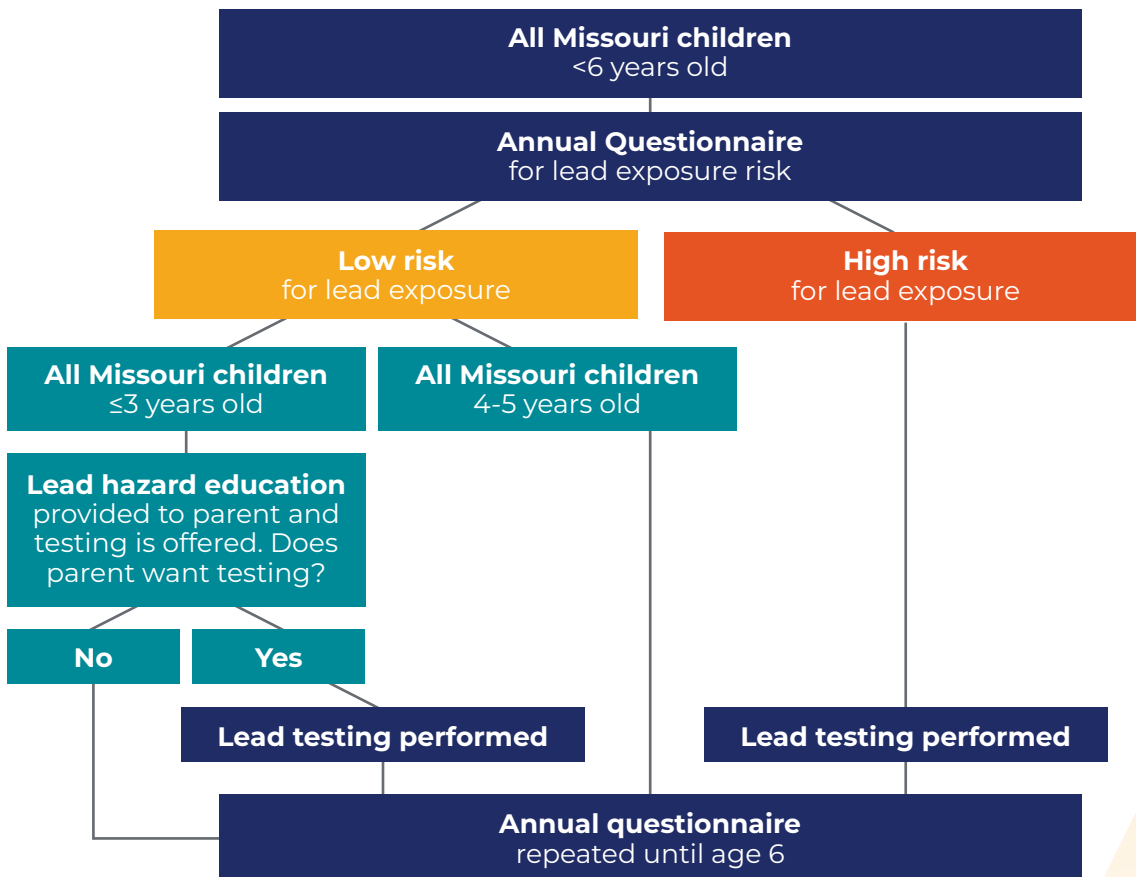 All Missouri children
<6 years old
Annual Questionnaire
for lead exposure risk
Low risk
for lead exposure
High risk
for lead exposure
All Missouri children
≤3 years old
All Missouri children
4-5 years old
Lead hazard education
provided to parent and
testing is offered. Does
parent want testing?
No
Yes
Lead testing performed
Lead testing performed
Annual questionnaire
repeated until age 6